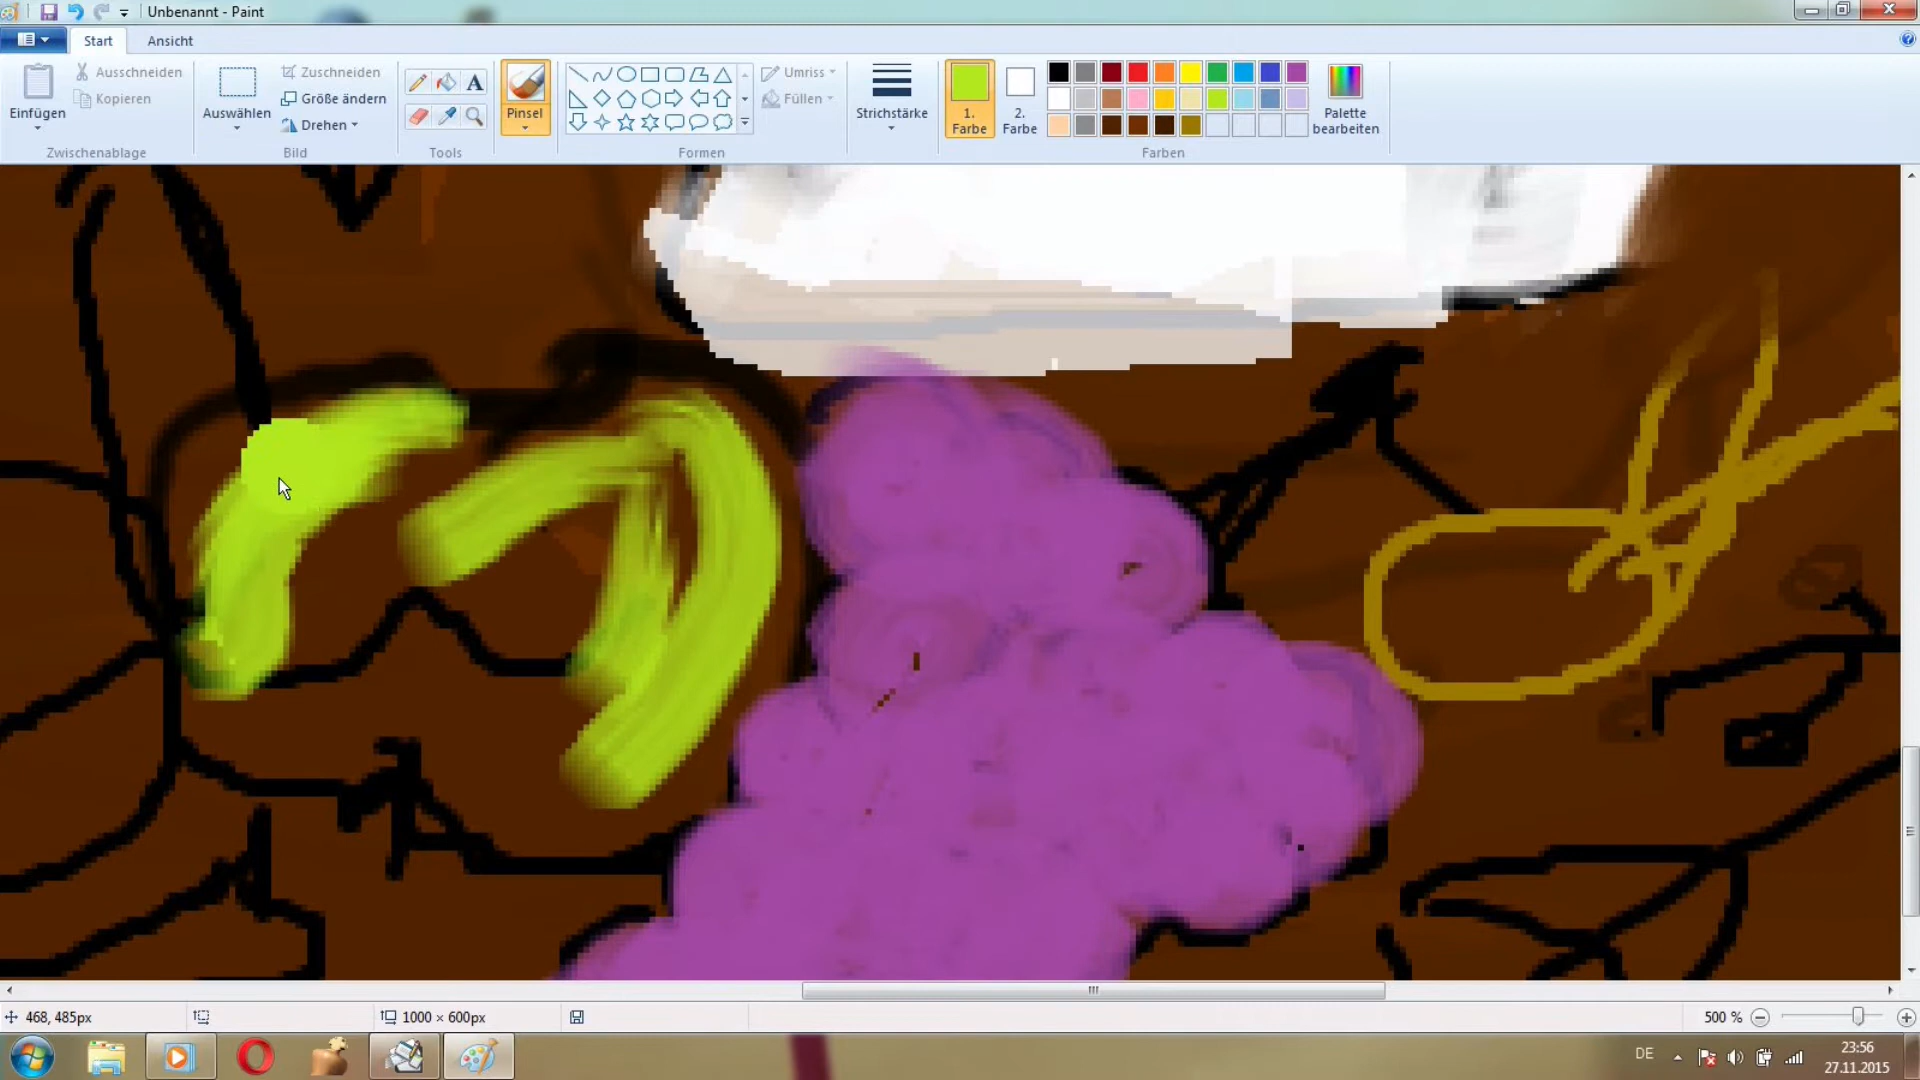 Unbenannt - Paint
Start Ansicht
Einfügen
Ausschneiden
Kopieren
Zwischenablage
Auswählen
Zuschneiden
Größe ändern
Drehen
Bild
A
Tools
Pinsel
Umriss
Füllen
Formen
Strichstärke
1.
Farbe
2.
Farbe
Palette
bearbeiten
Farben
468, 485px
1000 × 600px
500 %
DE
23:56
27.11.2015